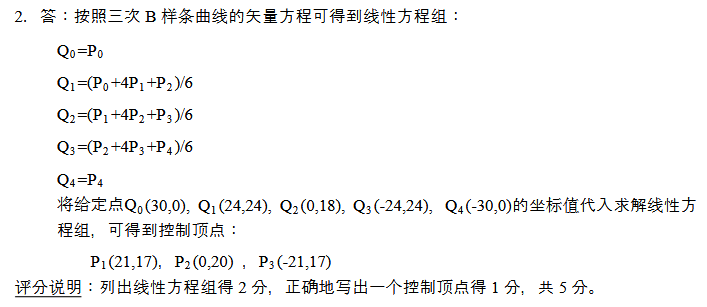 2. 答：按照三次 B 样条曲线的矢量方程可得到线性方程组：
Q₀=P₀
Q₁=(P₀+4P₁+P₂)/6
Q₂=(P₁+4P₂+P₃)/6
Q₃=(P₂+4P₃+P₄)/6
Q₄=P₄
将给定点Q₀(30,0), Q₁(24,24), Q₂(0,18), Q₃(-24,24), Q₄(-30,0)的坐标值代入求解线性方
程组, 可得到控制顶点：
P₁(21,17), P₂(0,20) , P₃(-21,17)
评分说明：列出线性方程组得 2 分, 正确地写出一个控制顶点得 1 分, 共 5 分。